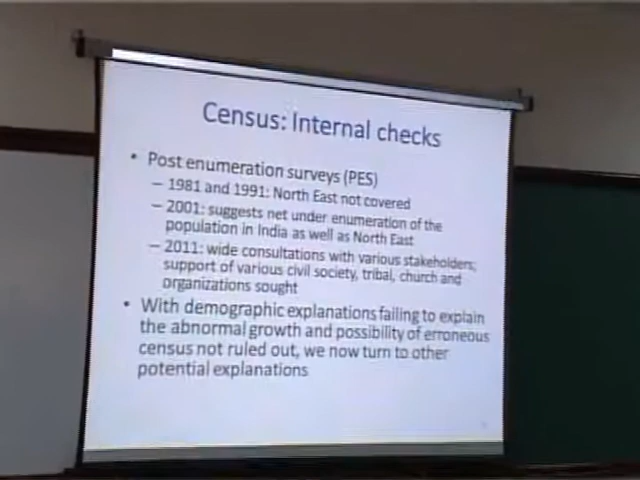 Census: Internal checks
• Post enumeration surveys (PES)
– 1981 and 1991: North East not covered
– 2001: suggests net under enumeration of the
population in India as well as North East
– 2011: wide consultations with various stakeholders;
support of various civil society, tribal, church and
organizations sought
• With demographic explanations failing to explain
the abnormal growth and possibility of erroneous
census not ruled out, we now turn to other
potential explanations